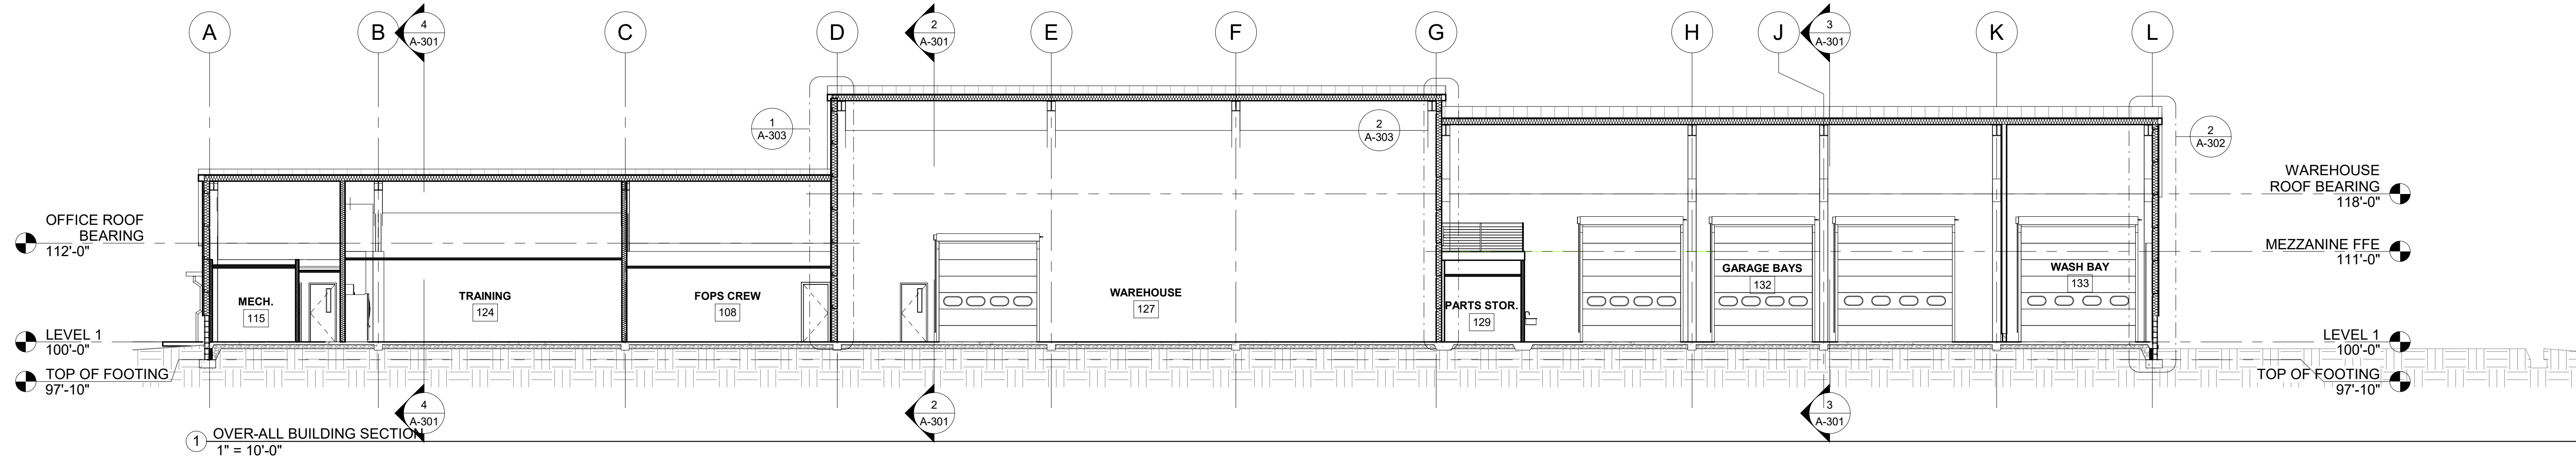 A
B
4
A-301
C
D
2
A-301
E
F
G
H
J
3
A-301
K
L
1
A-303
2
A-303
2
A-302
WAREHOUSE
ROOF BEARING
118'-0"
OFFICE ROOF
BEARING
112'-0"
MEZZANINE FFE
111'-0"
MECH.
115
TRAINING
124
FOPS CREW
108
WAREHOUSE
127
PARTS STOR.
129
GARAGE BAYS
132
WASH BAY
133
LEVEL 1
100'-0"
LEVEL 1
100'-0"
TOP OF FOOTING
97'-10"
TOP OF FOOTING
97'-10"
4
A-301
2
A-301
3
A-301
1
OVER-ALL BUILDING SECTION
1" = 10'-0"